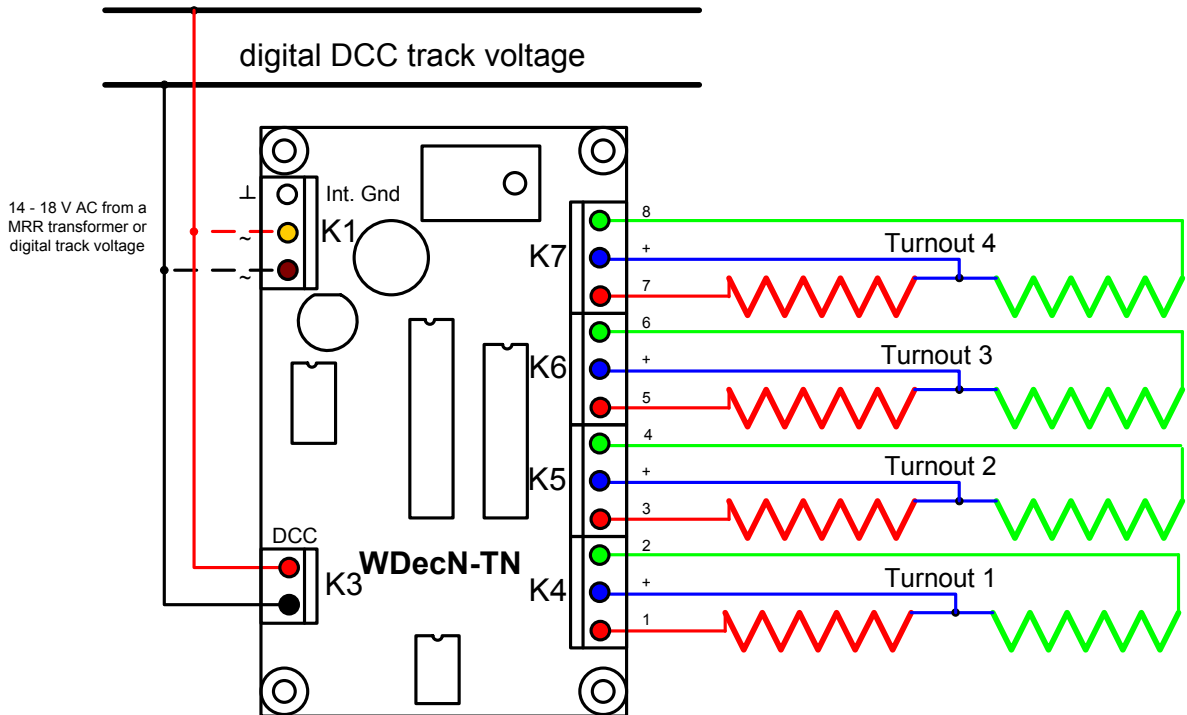 digital DCC track voltage
14 - 18 V AC from a
MRR transformer or
digital track voltage
⊥ Int. Gnd
~ K1
~
DCC
K3
WDecN-TN
K7
8
+
7
Turnout 4
K6
6
+
5
Turnout 3
K5
4
+
3
Turnout 2
K4
2
+
1
Turnout 1